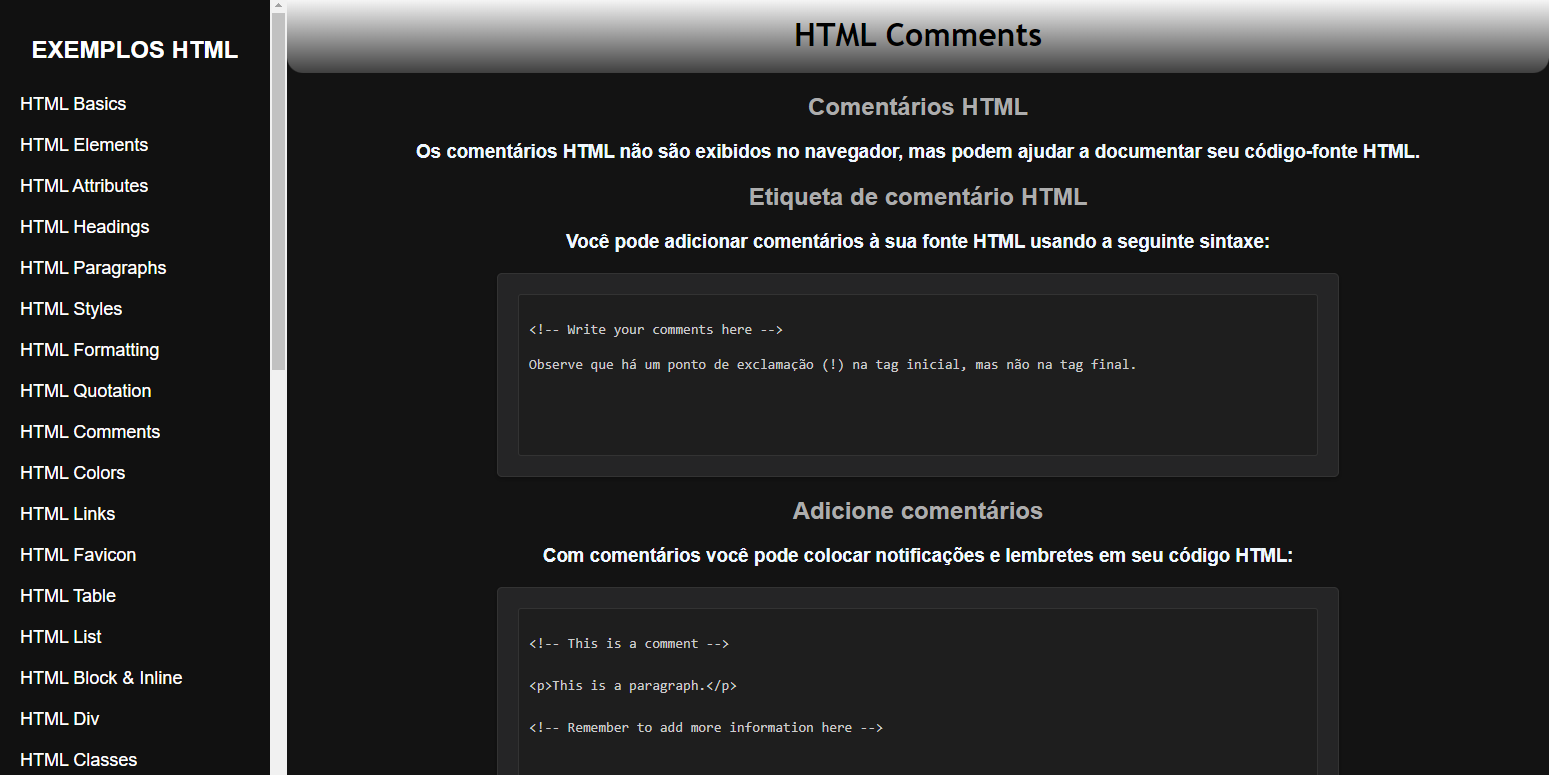 EXEMPLOS HTML
HTML Basics
HTML Elements
HTML Attributes
HTML Headings
HTML Paragraphs
HTML Styles
HTML Formatting
HTML Quotation
HTML Comments
HTML Colors
HTML Links
HTML Favicon
HTML Table
HTML List
HTML Block & Inline
HTML Div
HTML Classes
HTML Comments
Comentários HTML
Os comentários HTML não são exibidos no navegador, mas podem ajudar a documentar seu código-fonte HTML.
Etiqueta de comentário HTML
Você pode adicionar comentários à sua fonte HTML usando a seguinte sintaxe:
<!-- Write your comments here -->
Observe que há um ponto de exclamação (!) na tag inicial, mas não na tag final.
Adicione comentários
Com comentários você pode colocar notificações e lembretes em seu código HTML:
<!-- This is a comment -->
<p>This is a paragraph.</p>
<!-- Remember to add more information here -->